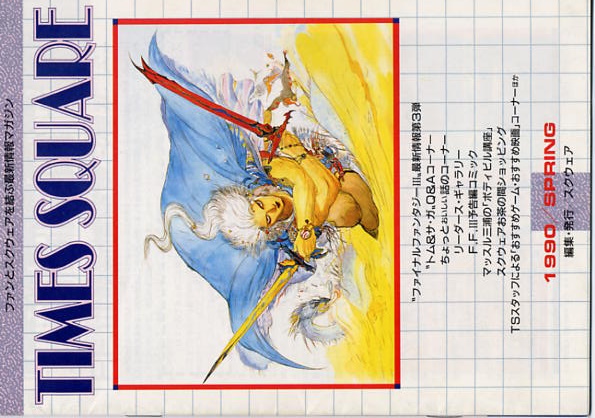 ファンとスクウェアを結ぶ最新情報マガジン
TIMES SQUARE
"ファイナルファンタジーIII"最新情報第3弾
"トム&サ・ガ"Q&Aコーナー
ちょっとおいしい話のコーナー
リーダース・ギャラリー
F.F.III予告編コミック
マッスル三浦の「ボディビル講座」
スクウェアお茶の間ショッピング
TSスタッフによる「おすすめゲーム・おすすめ映画」コーナーほか
1990/SPRING
編集・発行 スクウェア